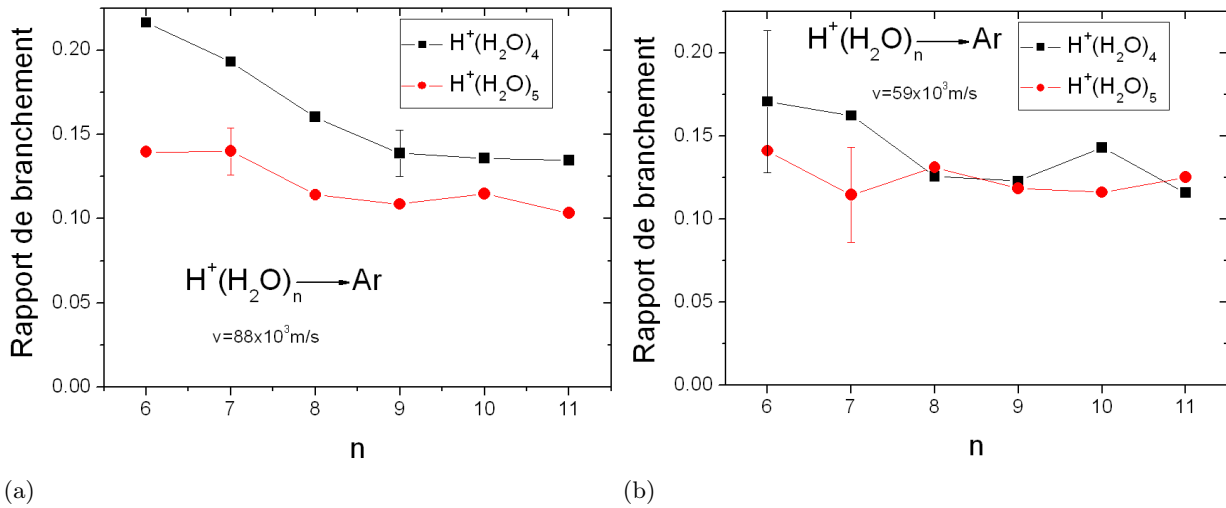 0.20
0.15
0.10
0.05
0.00
Rapport de branchement
H⁺(H₂O)₄
H⁺(H₂O)₅
H⁺(H₂O)ₙ → Ar
v=88x10³m/s
6 7 8 9 10 11
n
(a)
0.20
0.15
0.10
0.05
0.00
Rapport de branchement
H⁺(H₂O)ₙ → Ar
v=59x10³m/s
H⁺(H₂O)₄
H⁺(H₂O)₅
6 7 8 9 10 11
n
(b)